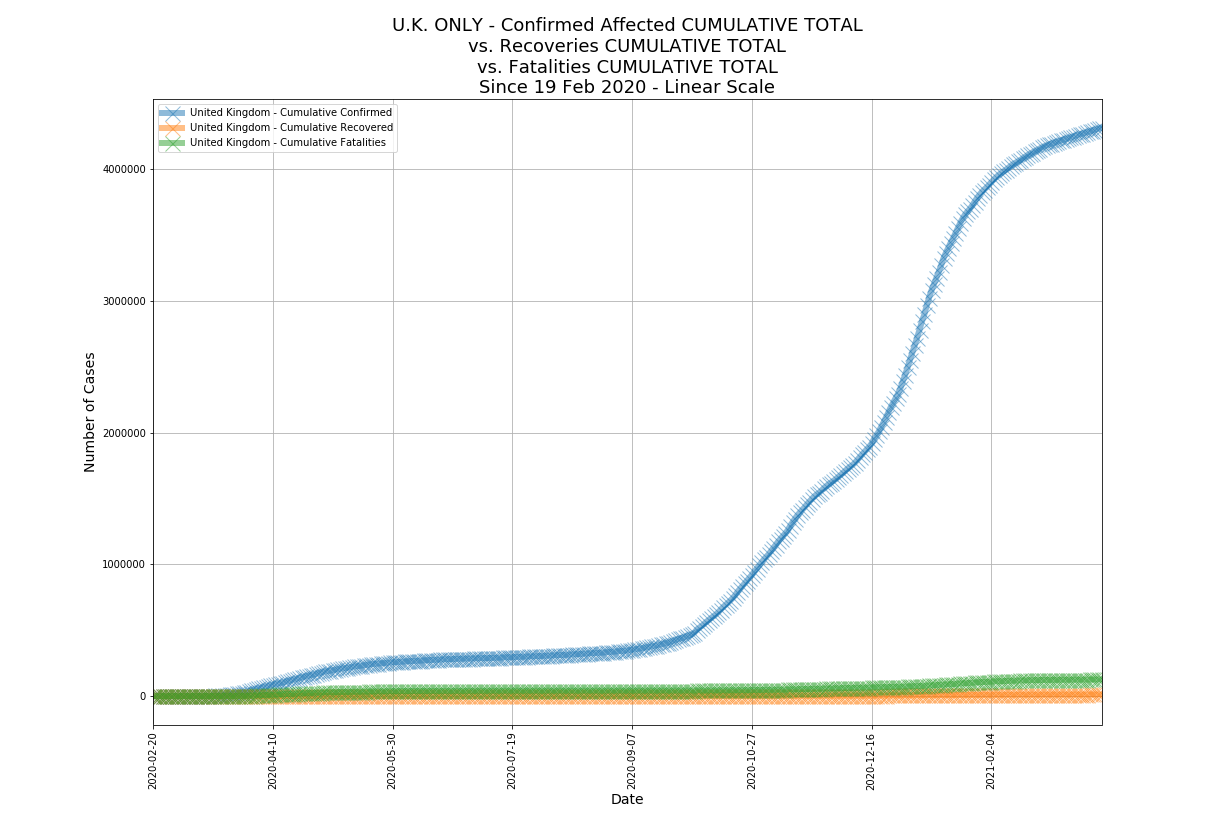 U.K. ONLY - Confirmed Affected CUMULATIVE TOTAL
vs. Recoveries CUMULATIVE TOTAL
vs. Fatalities CUMULATIVE TOTAL
Since 19 Feb 2020 - Linear Scale
United Kingdom - Cumulative Confirmed
United Kingdom - Cumulative Recovered
United Kingdom - Cumulative Fatalities
Number of Cases
4000000
3000000
2000000
1000000
0
2020-02-20
2020-04-10
2020-05-30
2020-07-19
2020-09-07
2020-10-27
2020-12-16
2021-02-04
Date